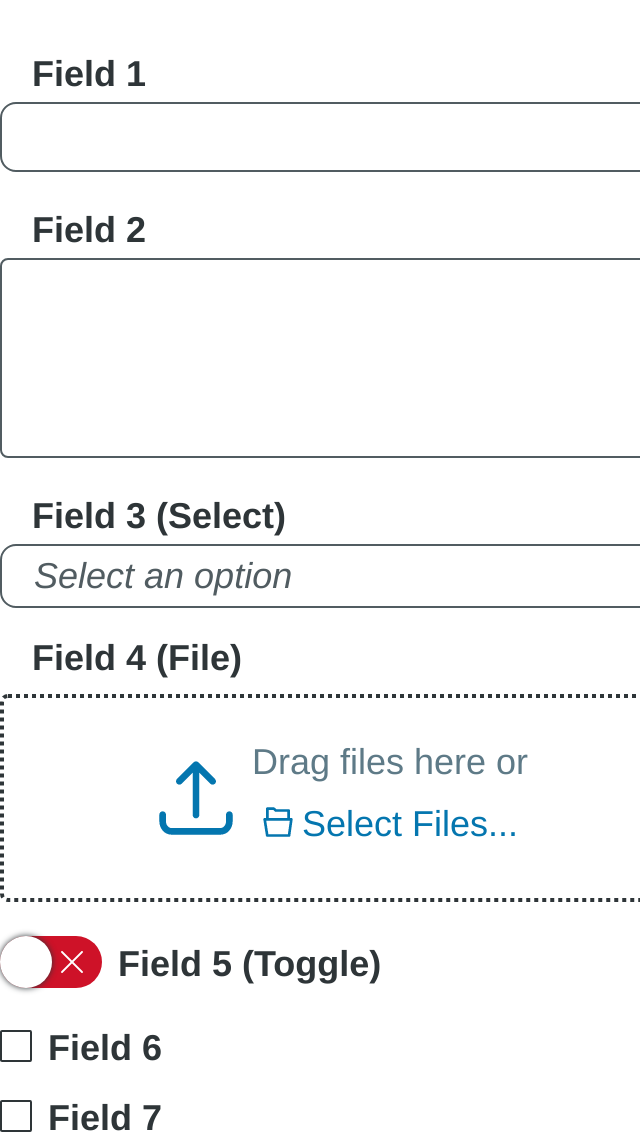 Field 1
Field 2
Field 3 (Select)
Select an option
Field 4 (File)
Drag files here or
Select Files...
Field 5 (Toggle)
Field 6
Field 7